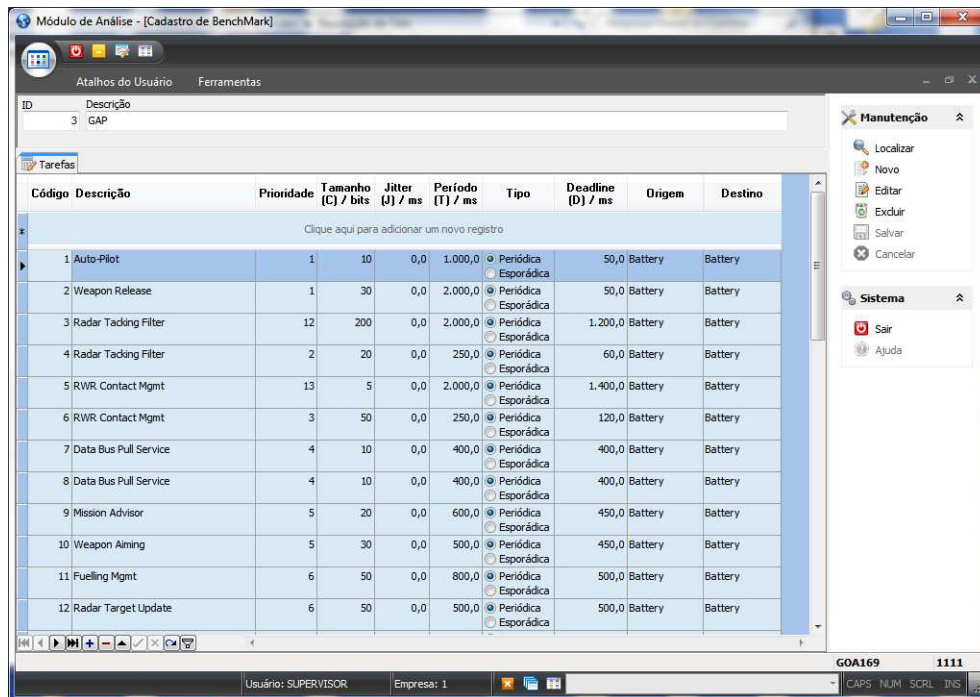 Módulo de Análise - [Cadastro de BenchMark]
Atalhos do Usuário Ferramentas
ID Descrição
3 GAP
Tarefas
Código Descrição Prioridade Tamanho (C) / bits Jitter (J) / ms Período (T) / ms Tipo Deadline (D) / ms Origem Destino
Clique aqui para adicionar um novo registro
1 Auto-Pilot 1 10 0,0 1.000,0 Periódica 50,0 Battery Battery
Esporádica
2 Weapon Release 1 30 0,0 2.000,0 Periódica 50,0 Battery Battery
Esporádica
3 Radar Tacking Filter 12 200 0,0 2.000,0 Periódica 1.200,0 Battery Battery
Esporádica
4 Radar Tacking Filter 2 20 0,0 250,0 Periódica 60,0 Battery Battery
Esporádica
5 RWR Contact Mgmt 13 5 0,0 2.000,0 Periódica 1.400,0 Battery Battery
Esporádica
6 RWR Contact Mgmt 3 50 0,0 250,0 Periódica 120,0 Battery Battery
Esporádica
7 Data Bus Pull Service 4 10 0,0 400,0 Periódica 400,0 Battery Battery
Esporádica
8 Data Bus Pull Service 4 10 0,0 400,0 Periódica 400,0 Battery Battery
Esporádica
9 Mission Advisor 5 20 0,0 600,0 Periódica 450,0 Battery Battery
Esporádica
10 Weapon Aiming 5 30 0,0 500,0 Periódica 450,0 Battery Battery
Esporádica
11 Fuelling Mgmt 6 50 0,0 800,0 Periódica 500,0 Battery Battery
Esporádica
12 Radar Target Update 6 50 0,0 500,0 Periódica 500,0 Battery Battery
Esporádica
Manutenção
Localizar
Novo
Editar
Excluir
Salvar
Cancelar
Sistema
Sair
Ajuda
GOA169 1111
Usuário: SUPERVISOR Empresa: 1 CAPS NUM SCRL INS